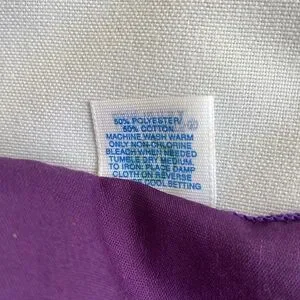 50% POLYESTER/
50% COTTON
MACHINE WASH WARM
ONLY NON-CHLORINE
BLEACH WHEN NEEDED
TUMBLE DRY MEDIUM.
TO IRON: PLACE DAMP
CLOTH ON REVERSE
SETTING